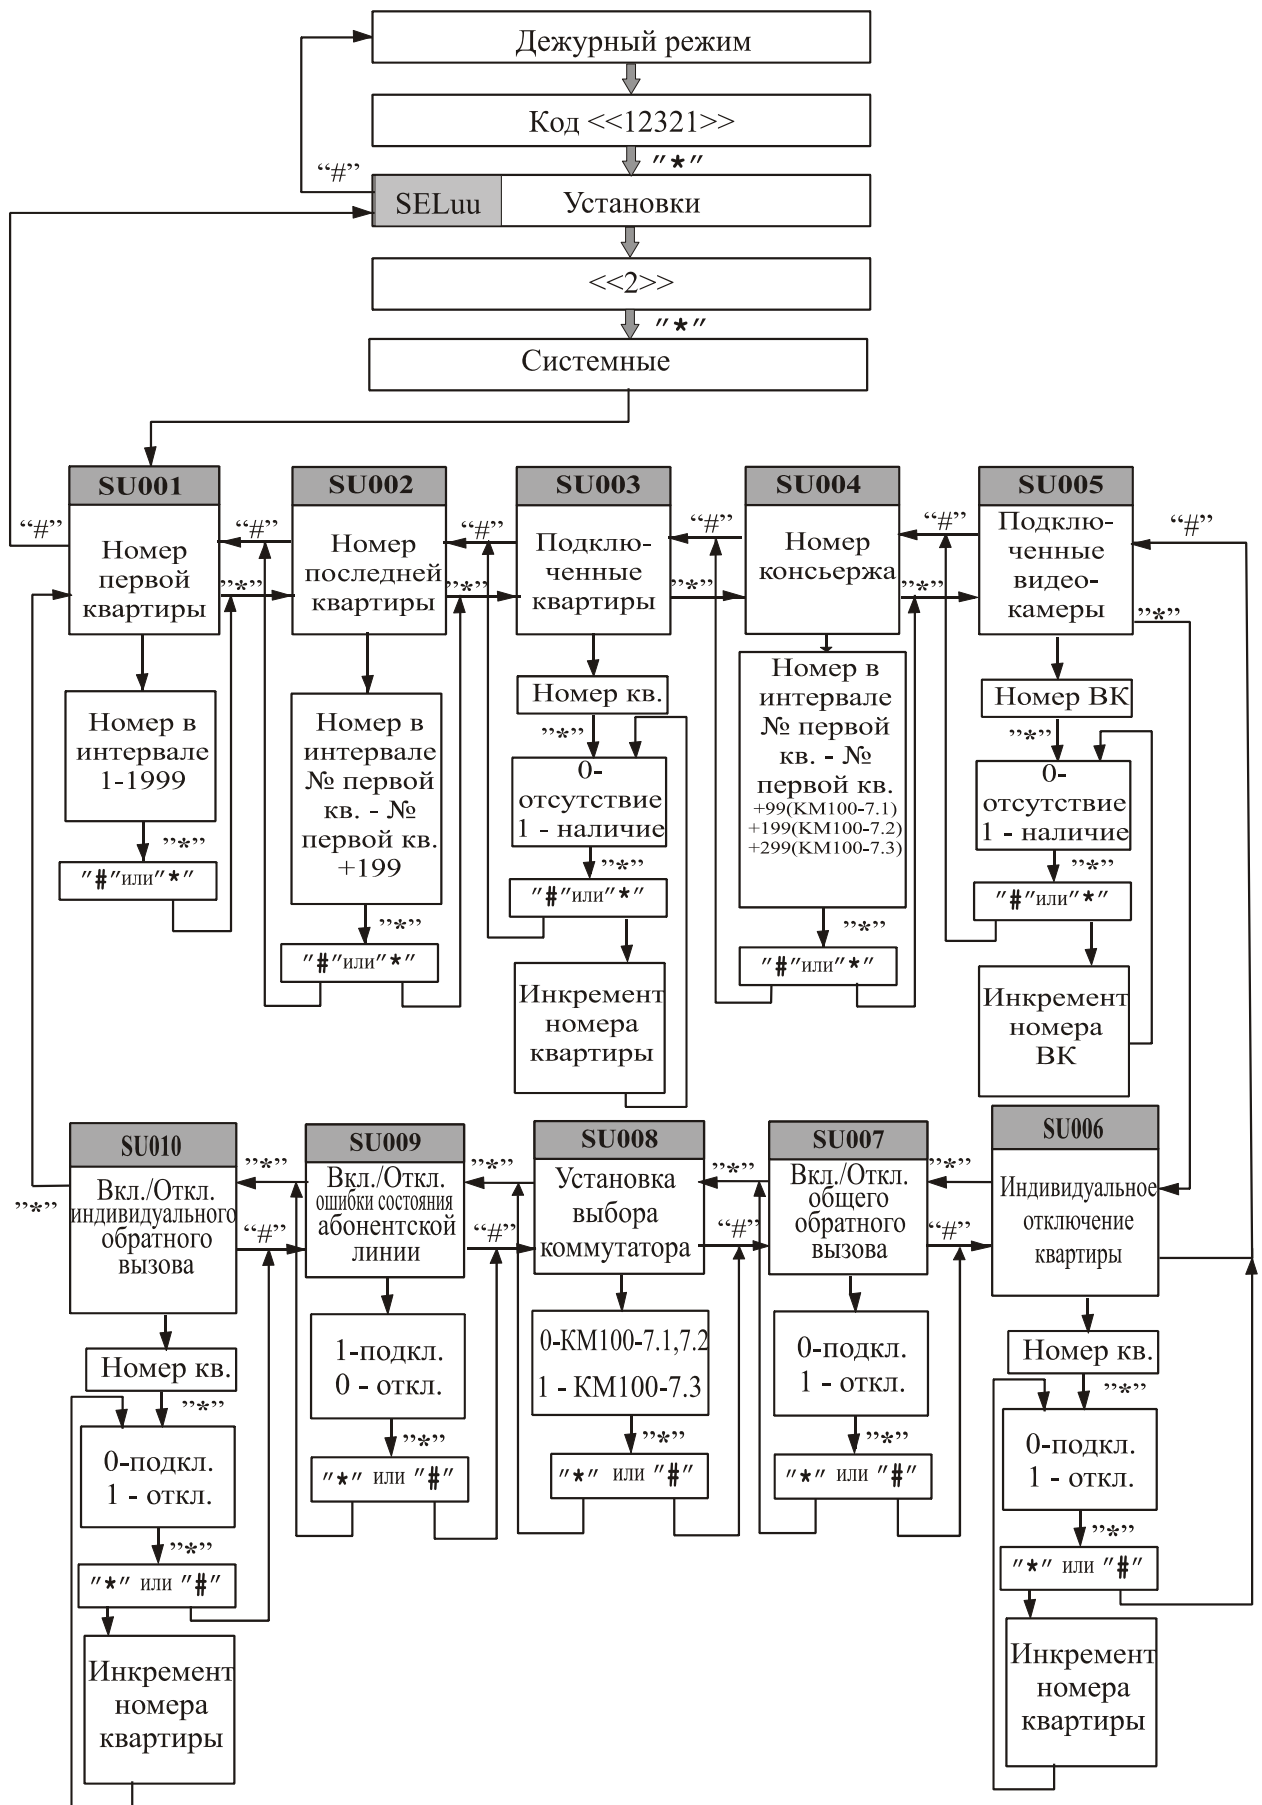 Дежурный режим
Код <<12321>>
"*"
“#”
SELuu
Установки
<<2>>
"*"
Системные
SU001
“#”
Номер
первой
квартиры
“#”
”*”
Номер в
интервале
1-1999
”*”
"#"или"*"
SU002
Номер
последней
квартиры
“#”
”*”
Номер в
интервале
№ первой
кв. - №
первой кв.
+199
”*”
"#"или"*"
SU003
Подклю-
ченные
квартиры
“#”
”*”
Номер кв.
”*”
0-
отсутствие
1 - наличие
”*”
"#"или"*"
Инкремент
номера
квартиры
SU004
Номер
консьержа
“#”
”*”
Номер в
интервале
№ первой
кв. - №
первой кв.
+99(КМ100-7.1)
+199(КМ100-7.2)
+299(КМ100-7.3)
”*”
"#"или"*"
SU005
Подклю-
ченные
видео-
камеры
“#”
”*”
Номер ВК
”*”
0-
отсутствие
1 - наличие
”*”
"#"или"*"
Инкремент
номера
ВК
SU010
”*”
Вкл./Откл.
индивидуального
обратного
вызова
”*”
“#”
Номер кв.
”*”
0-подкл.
1 - откл.
”*”
"*" или "#"
Инкремент
номера
квартиры
SU009
Вкл./Откл.
ошибки состояния
абонентской
линии
”*”
“#”
1-подкл.
0 - откл.
”*”
"*" или "#"
SU008
Установка
выбора
коммутатора
”*”
“#”
0-КМ100-7.1,7.2
1 - КМ100-7.3
”*”
"*" или "#"
SU007
Вкл./Откл.
общего
обратного
вызова
”*”
“#”
0-подкл.
1 - откл.
”*”
"*" или "#"
SU006
Индивидуальное
отключение
квартиры
Номер кв.
”*”
0-подкл.
1 - откл.
”*”
"*" или "#"
Инкремент
номера
квартиры